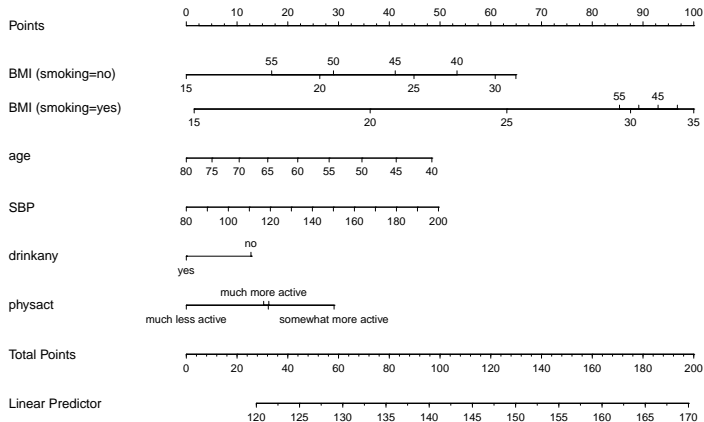 Points
0 10 20 30 40 50 60 70 80 90 100
BMI (smoking=no)
55 50 45 40
15 20 25 30
BMI (smoking=yes)
55 45
15 20 25 30 35
age
80 75 70 65 60 55 50 45 40
SBP
80 100 120 140 160 180 200
drinkany
no
yes
physact
much more active
much less active somewhat more active
Total Points
0 20 40 60 80 100 120 140 160 180 200
Linear Predictor
120 125 130 135 140 145 150 155 160 165 170